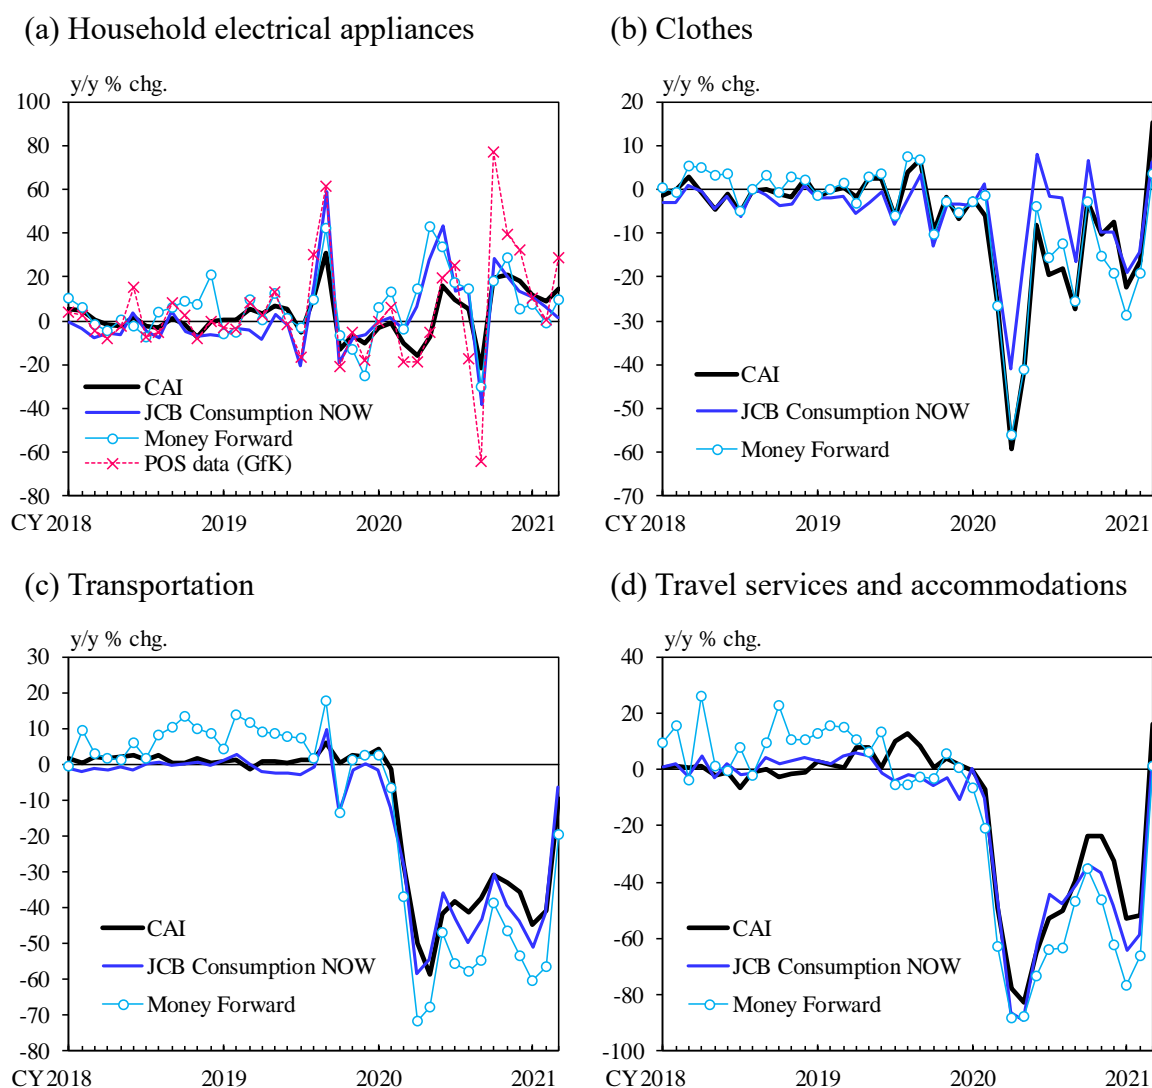 (a) Household electrical appliances
y/y % chg.
100
80
60
40
20
0
-20
-40
-60
-80
CAI
JCB Consumption NOW
Money Forward
POS data (GfK)
CY 2018 2019 2020 2021
(b) Clothes
y/y % chg.
20
10
0
-10
-20
-30
-40
-50
-60
-70
CAI
JCB Consumption NOW
Money Forward
CY 2018 2019 2020 2021
(c) Transportation
y/y % chg.
30
20
10
0
-10
-20
-30
-40
-50
-60
-70
-80
CAI
JCB Consumption NOW
Money Forward
CY 2018 2019 2020 2021
(d) Travel services and accommodations
y/y % chg.
40
20
0
-20
-40
-60
-80
-100
CAI
JCB Consumption NOW
Money Forward
CY 2018 2019 2020 2021